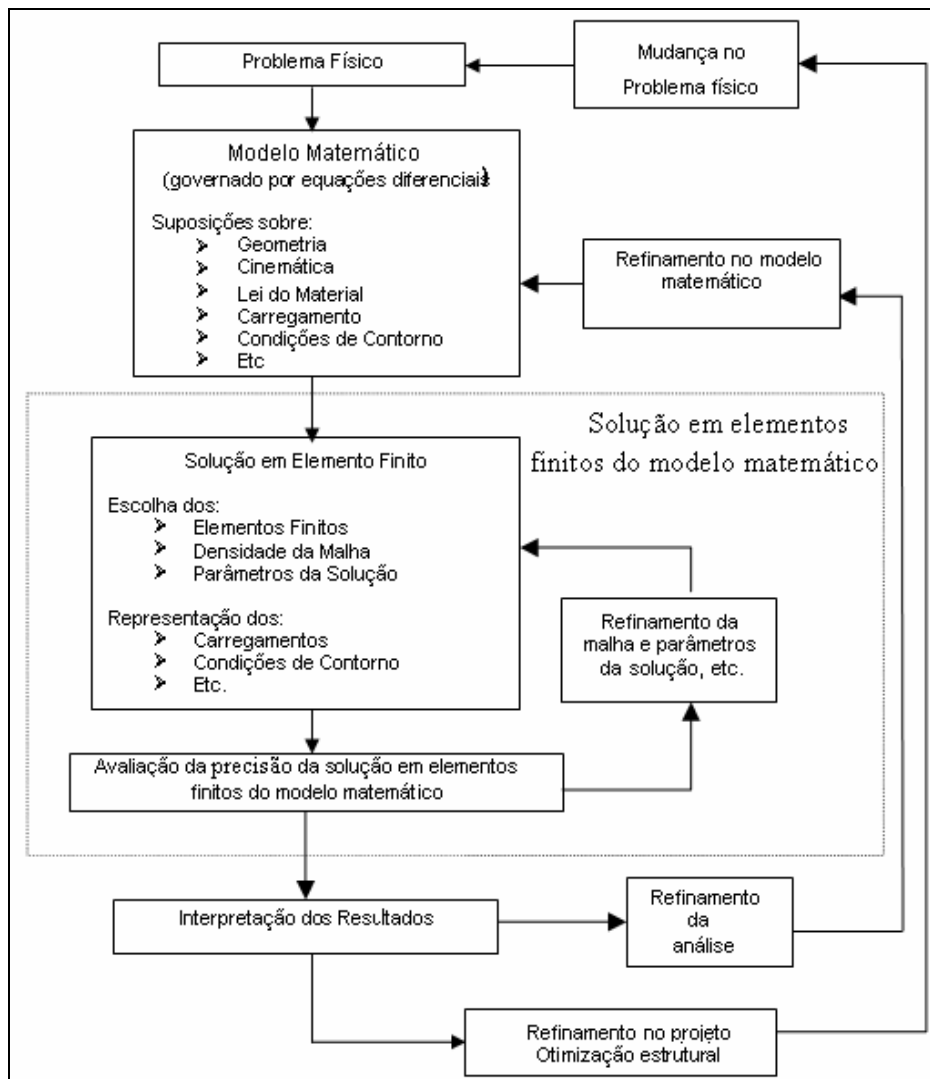 Problema Físico
Mudança no
Problema físico
Modelo Matemático
(governado por equações diferenciais)
Suposições sobre:
Geometria
Cinemática
Lei do Material
Carregamento
Condições de Contorno
Etc
Refinamento no modelo
matemático
Solução em elementos
finitos do modelo matemático
Solução em Elemento Finito
Escolha dos:
Elementos Finitos
Densidade da Malha
Parâmetros da Solução
Representação dos:
Carregamentos
Condições de Contorno
Etc.
Refinamento da
malha e parâmetros
da solução, etc.
Avaliação da precisão da solução em elementos
finitos do modelo matemático
Interpretação dos Resultados
Refinamento
da
análise
Refinamento no projeto
Otimização estrutural